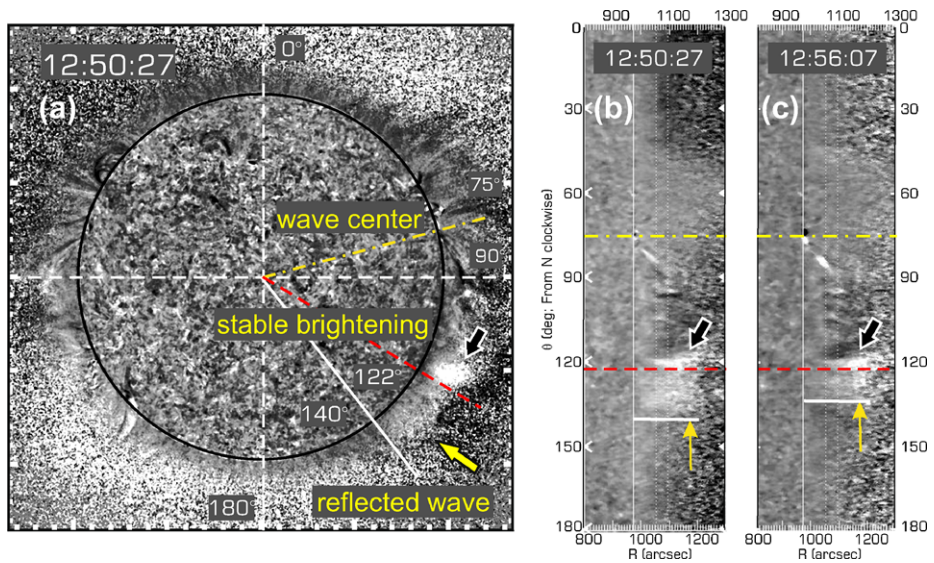 12:50:27
(a)
0°
75°
wave center
90°
stable brightening
122°
140°
reflected wave
180°
900 1100 1300
900 1100 1300
12:50:27
12:56:07
(b)
(c)
θ (deg; From N clockwise)
0
30
60
90
120
150
180
0
30
60
90
120
150
180
800 1000 1200
800 1000 1200
R (arcsec)
R (arcsec)